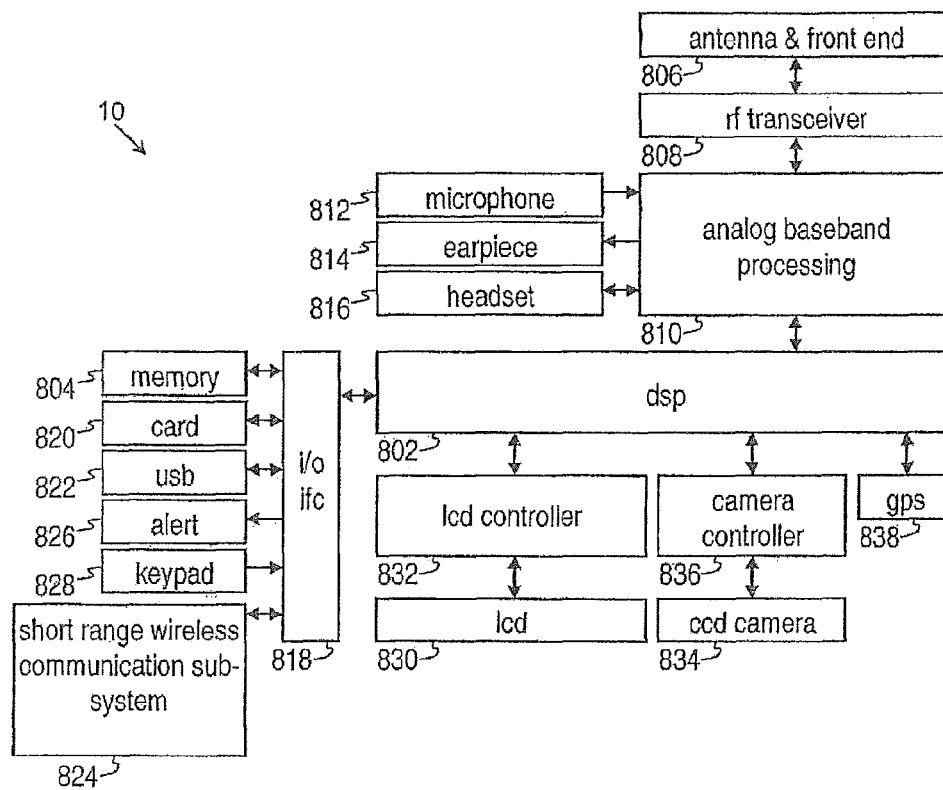 antenna & front end
806
10
rf transceiver
808
812
microphone
analog baseband
processing
814
earpiece
816
headset
810
804
memory
dsp
820
card
802
822
usb
i/o
ifc
lcd controller
camera
controller
gps
826
alert
838
828
keypad
832
836
short range wireless
communication sub-
system
818
lcd
830
ccd camera
834
824